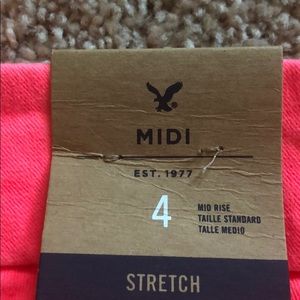 MIDI
EST. 1977
4
MID RISE
TAILLE STANDARD
TALLE MEDIO
STRETCH